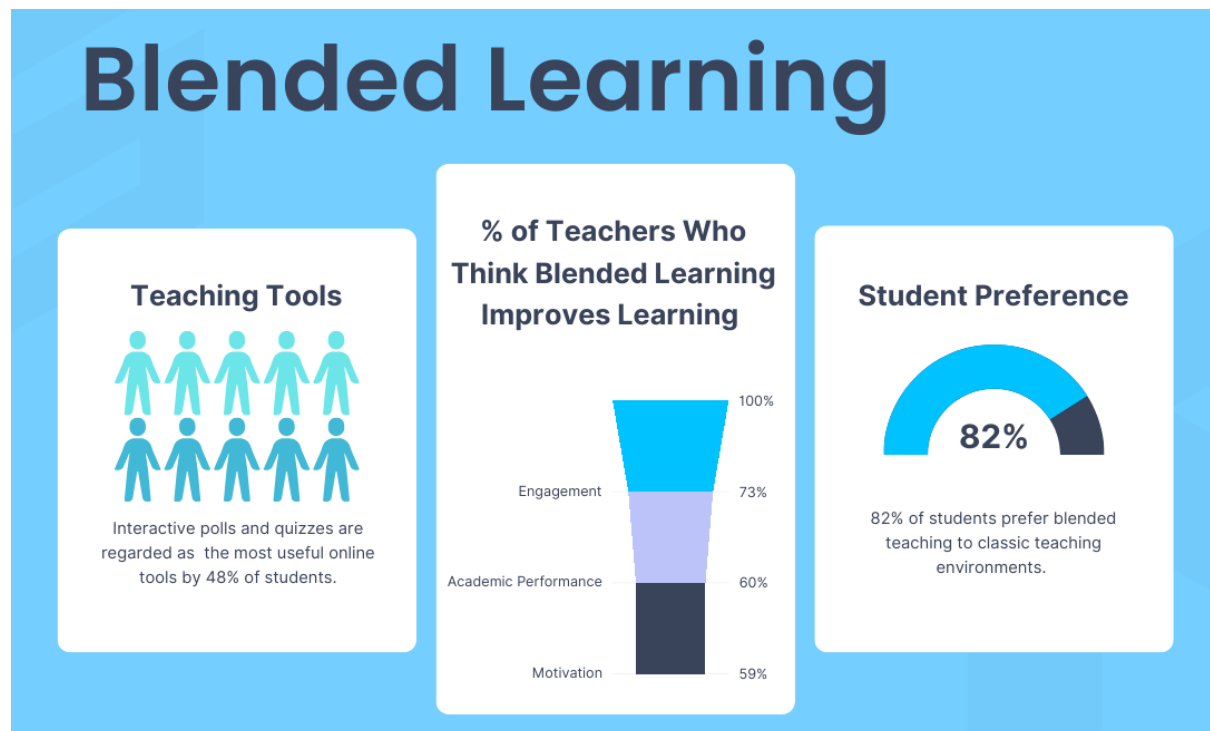 Blended Learning
Teaching Tools
Interactive polls and quizzes are
regarded as  the most useful online
tools by 48% of students.
% of Teachers Who
Think Blended Learning
Improves Learning
100%
Engagement 73%
Academic Performance 60%
Motivation 59%
Student Preference
82%
82% of students prefer blended
teaching to classic teaching
environments.